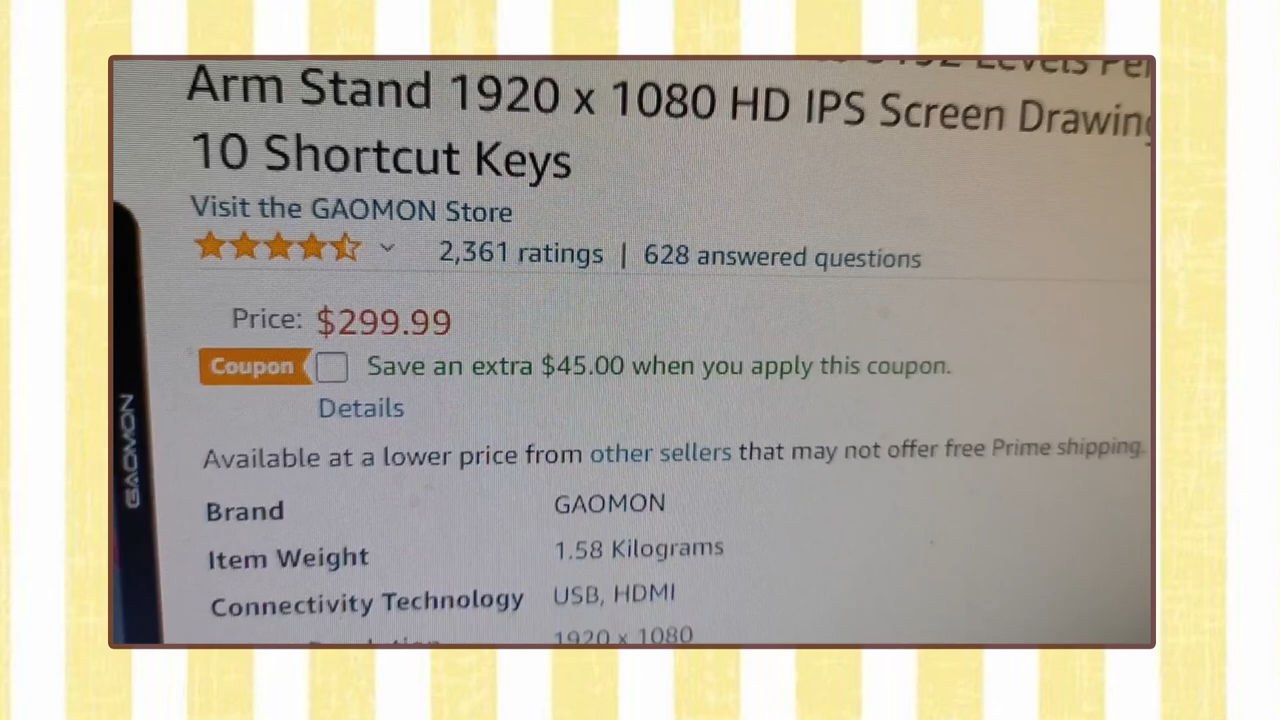 Arm Stand 1920 x 1080 HD IPS Screen Drawing
10 Shortcut Keys
Visit the GAOMON Store
2,361 ratings | 628 answered questions
Price: $299.99
Coupon Save an extra $45.00 when you apply this coupon.
Details
Available at a lower price from other sellers that may not offer free Prime shipping.
Brand GAOMON
Item Weight 1.58 Kilograms
Connectivity Technology USB, HDMI
1920 x 1080
GAOMON